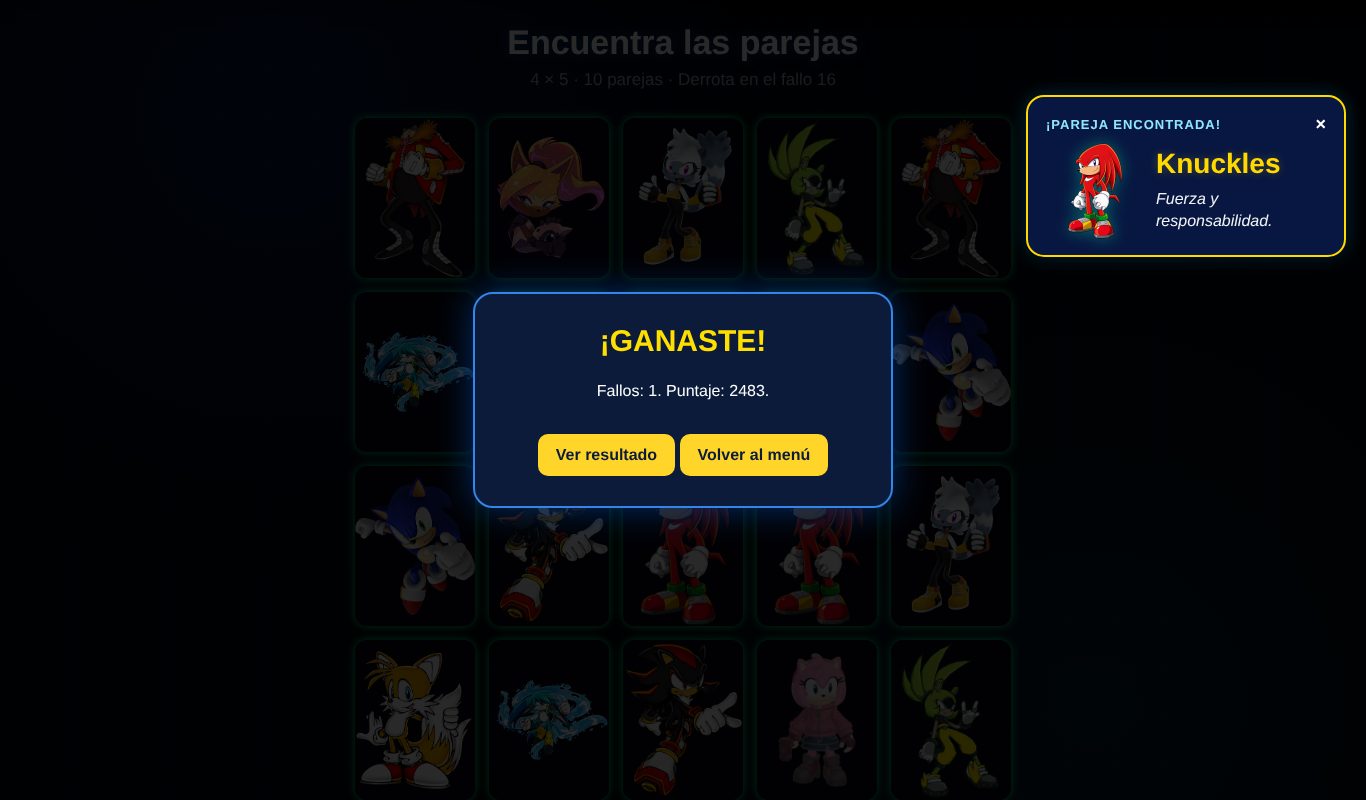 Encuentra las parejas
4 × 5 · 10 parejas · Derrota en el fallo 16
¡PAREJA ENCONTRADA!
×
Knuckles
Fuerza y
responsabilidad.
¡GANASTE!
Fallos: 1. Puntaje: 2483.
Ver resultado
Volver al menú